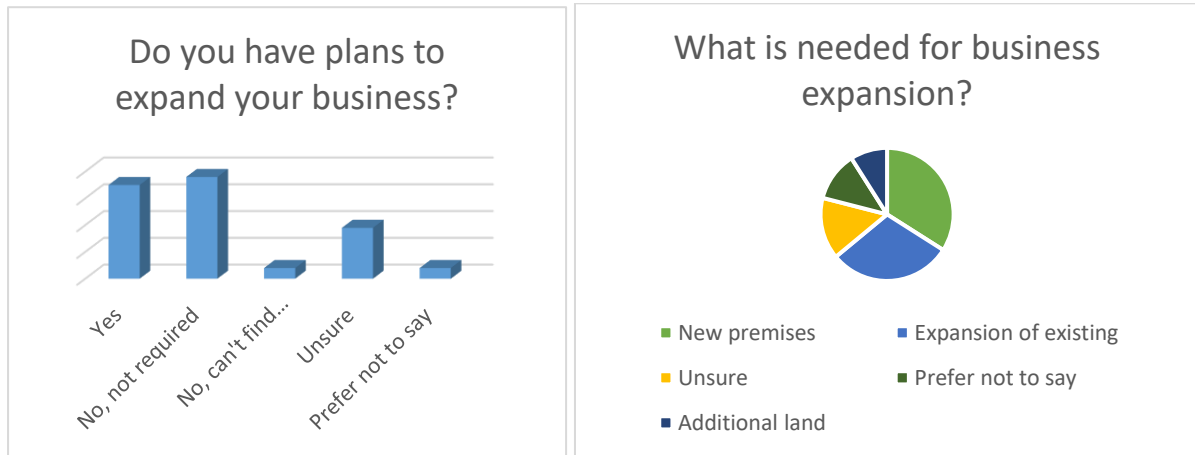 Do you have plans to
expand your business?
Yes
No, not required
No, can't find...
Unsure
Prefer not to say
What is needed for business
expansion?
New premises
Expansion of existing
Unsure
Prefer not to say
Additional land